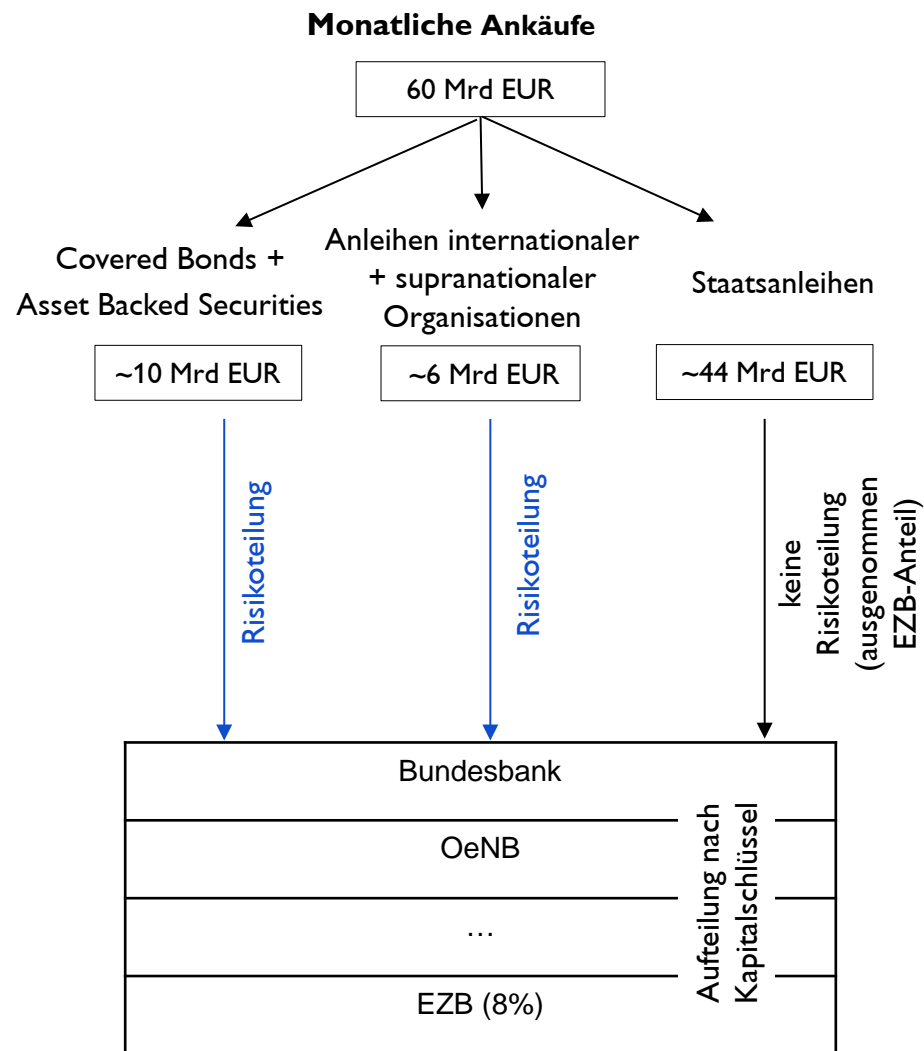 Monatliche Ankäufe
60 Mrd EUR
Covered Bonds +
Asset Backed Securities
~10 Mrd EUR
Anleihen internationaler
+ supranationaler
Organisationen
~6 Mrd EUR
Staatsanleihen
~44 Mrd EUR
Risikoteilung
Risikoteilung
keine
Risikoteilung
(ausgenommen
EZB-Anteil)
Bundesbank
OeNB
…
EZB (8%)
Aufteilung nach
Kapitalschlüssel